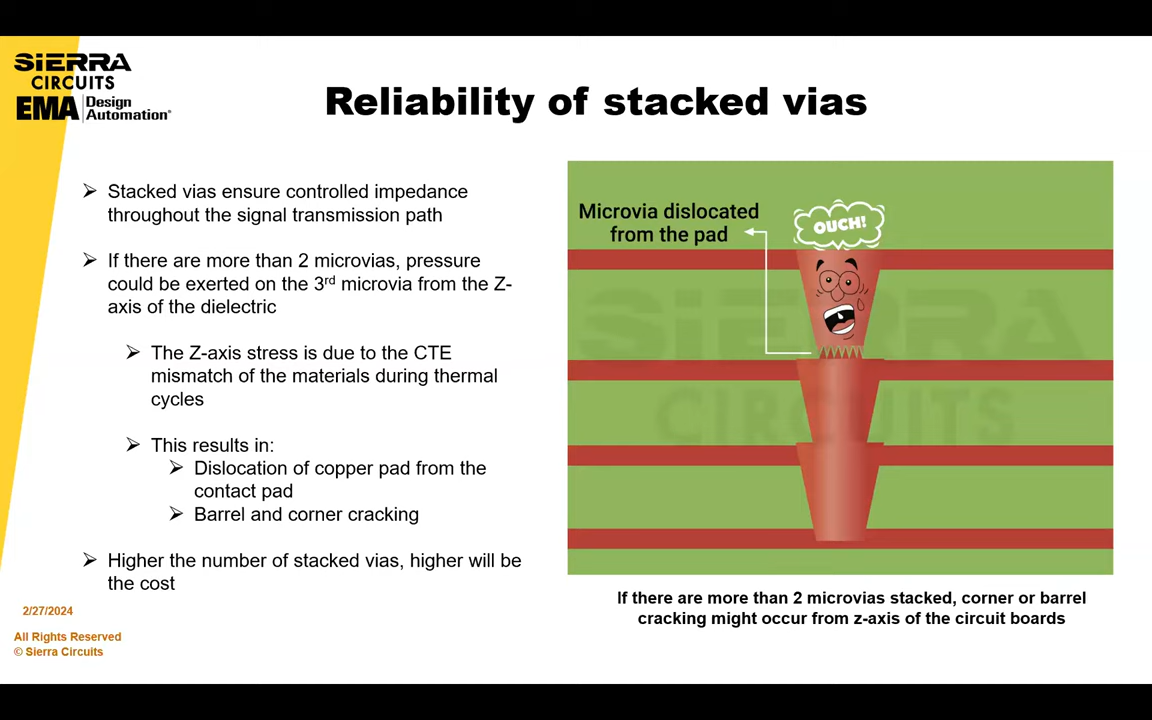 SiERRA
CIRCUITS
EMA Design
Automation®
Reliability of stacked vias
➢ Stacked vias ensure controlled impedance
throughout the signal transmission path
➢ If there are more than 2 microvias, pressure
could be exerted on the 3rd microvia from the Z-
axis of the dielectric
➢ The Z-axis stress is due to the CTE
mismatch of the materials during thermal
cycles
➢ This results in:
➢ Dislocation of copper pad from the
contact pad
➢ Barrel and corner cracking
➢ Higher the number of stacked vias, higher will be
the cost
Microvia dislocated
from the pad
OUCH!
SiERRA
CIRCUITS
If there are more than 2 microvias stacked, corner or barrel
cracking might occur from z-axis of the circuit boards
2/27/2024
All Rights Reserved
© Sierra Circuits